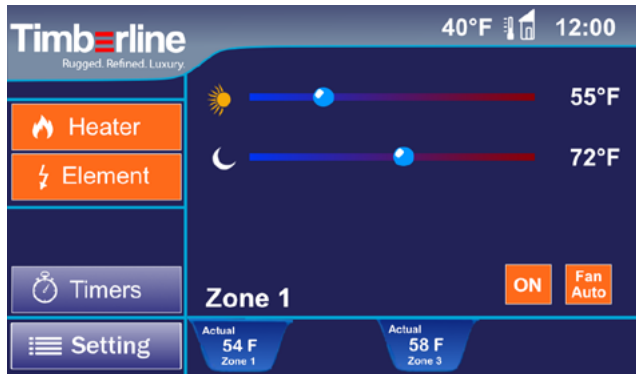 Timberline
Rugged. Refined. Luxury.
40°F 12:00
Heater
Element
Timers
Setting
55°F
72°F
Zone 1
ON
Fan
Auto
Actual
54 F
Zone 1
Actual
58 F
Zone 3